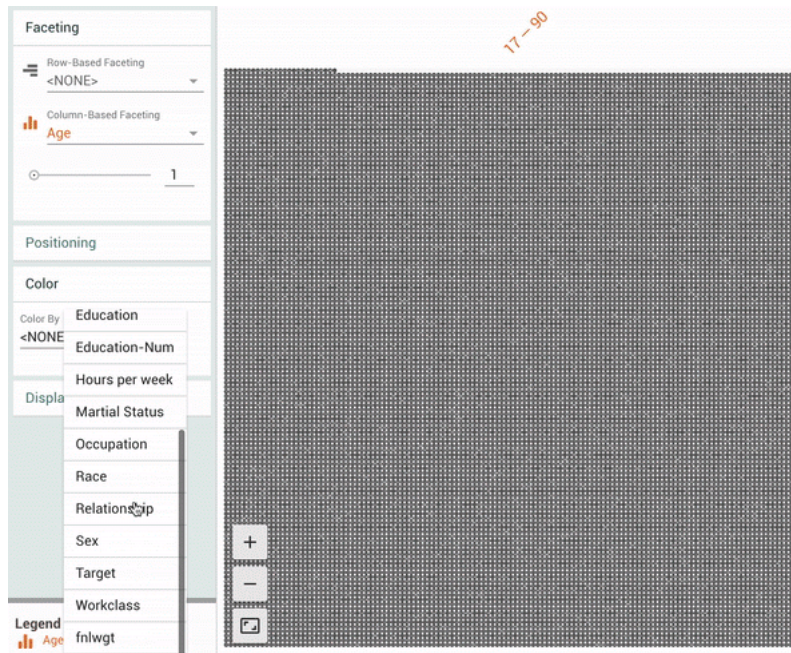 Faceting
Row-Based Faceting
<NONE>
Column-Based Faceting
Age
1
Positioning
Color
Color By
<NONE
Displa
Education
Education-Num
Hours per week
Martial Status
Occupation
Race
Relationship
Sex
Target
Workclass
fnlwgt
Legend
Age
17 – 90
+
−